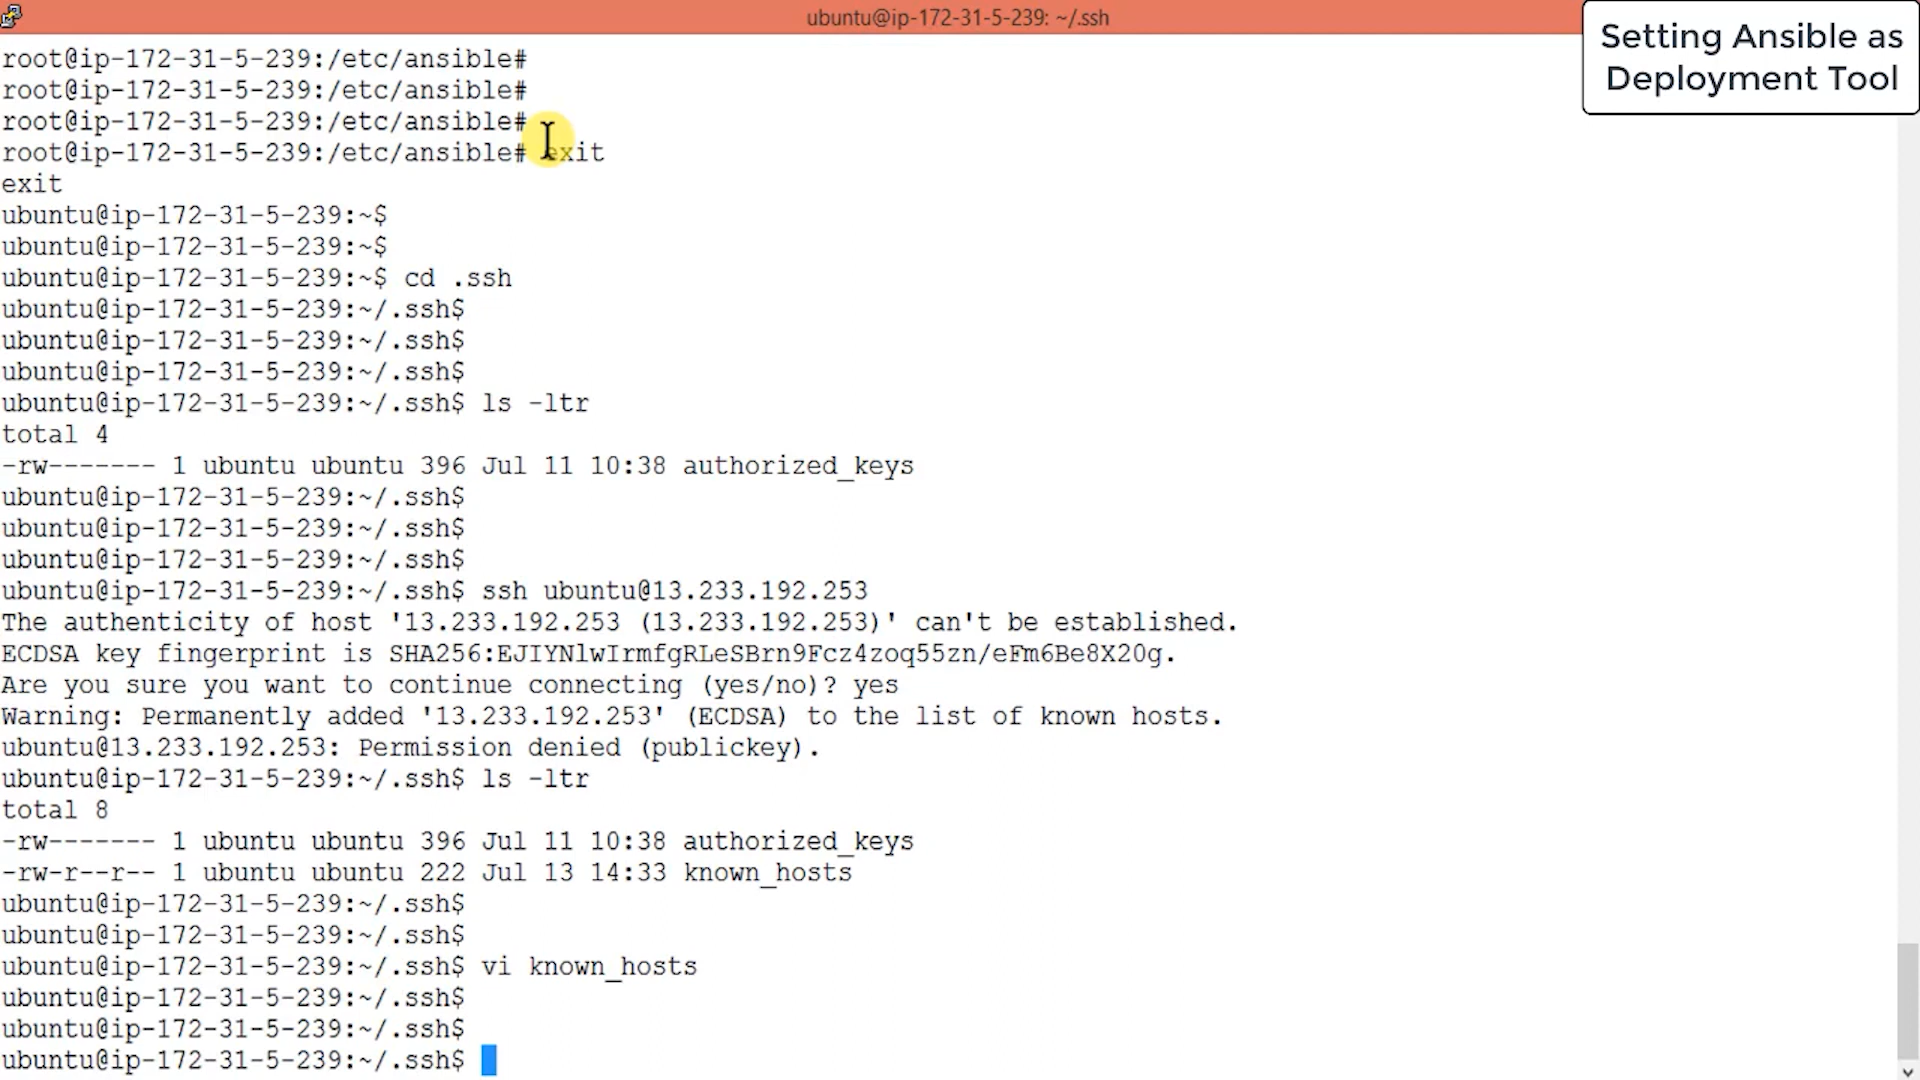 ubuntu@ip-172-31-5-239: ~/.ssh
Setting Ansible as
Deployment Tool
root@ip-172-31-5-239:/etc/ansible#
root@ip-172-31-5-239:/etc/ansible#
root@ip-172-31-5-239:/etc/ansible#
root@ip-172-31-5-239:/etc/ansible# exit
exit
ubuntu@ip-172-31-5-239:~$
ubuntu@ip-172-31-5-239:~$
ubuntu@ip-172-31-5-239:~$ cd .ssh
ubuntu@ip-172-31-5-239:~/.ssh$
ubuntu@ip-172-31-5-239:~/.ssh$
ubuntu@ip-172-31-5-239:~/.ssh$
ubuntu@ip-172-31-5-239:~/.ssh$ ls -ltr
total 4
-rw------- 1 ubuntu ubuntu 396 Jul 11 10:38 authorized_keys
ubuntu@ip-172-31-5-239:~/.ssh$
ubuntu@ip-172-31-5-239:~/.ssh$
ubuntu@ip-172-31-5-239:~/.ssh$
ubuntu@ip-172-31-5-239:~/.ssh$ ssh ubuntu@13.233.192.253
The authenticity of host '13.233.192.253 (13.233.192.253)' can't be established.
ECDSA key fingerprint is SHA256:EJIYNlwIrmfgRLeSBrn9Fcz4zoq55zn/eFm6Be8X20g.
Are you sure you want to continue connecting (yes/no)? yes
Warning: Permanently added '13.233.192.253' (ECDSA) to the list of known hosts.
ubuntu@13.233.192.253: Permission denied (publickey).
ubuntu@ip-172-31-5-239:~/.ssh$ ls -ltr
total 8
-rw------- 1 ubuntu ubuntu 396 Jul 11 10:38 authorized_keys
-rw-r--r-- 1 ubuntu ubuntu 222 Jul 13 14:33 known_hosts
ubuntu@ip-172-31-5-239:~/.ssh$
ubuntu@ip-172-31-5-239:~/.ssh$
ubuntu@ip-172-31-5-239:~/.ssh$ vi known_hosts
ubuntu@ip-172-31-5-239:~/.ssh$
ubuntu@ip-172-31-5-239:~/.ssh$
ubuntu@ip-172-31-5-239:~/.ssh$